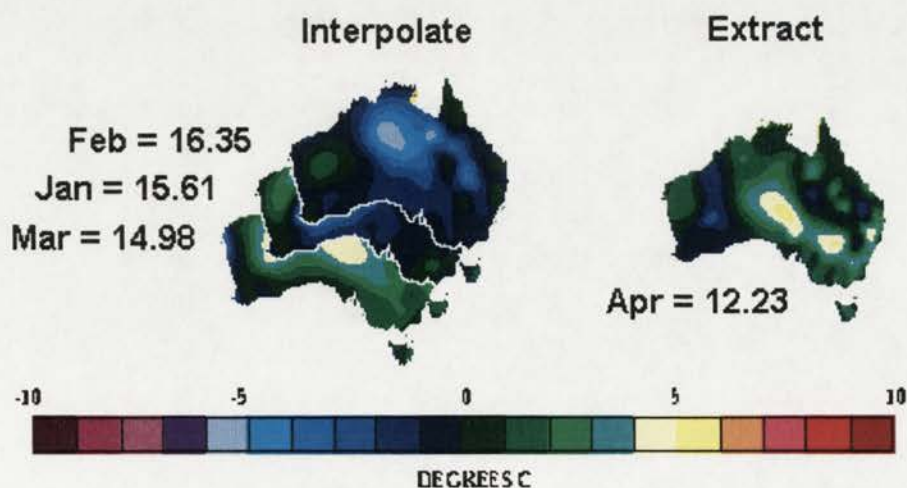 Interpolate Extract
Feb = 16.35
Jan = 15.61
Mar = 14.98
Apr = 12.23
-10 -5 0 5 10
DEGREES C